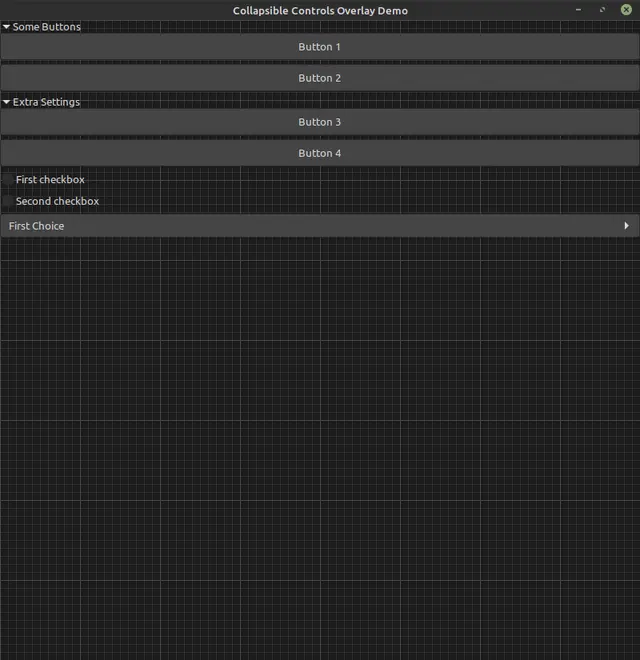 Collapsible Controls Overlay Demo
Some Buttons
Button 1
Button 2
Extra Settings
Button 3
Button 4
First checkbox
Second checkbox
First Choice